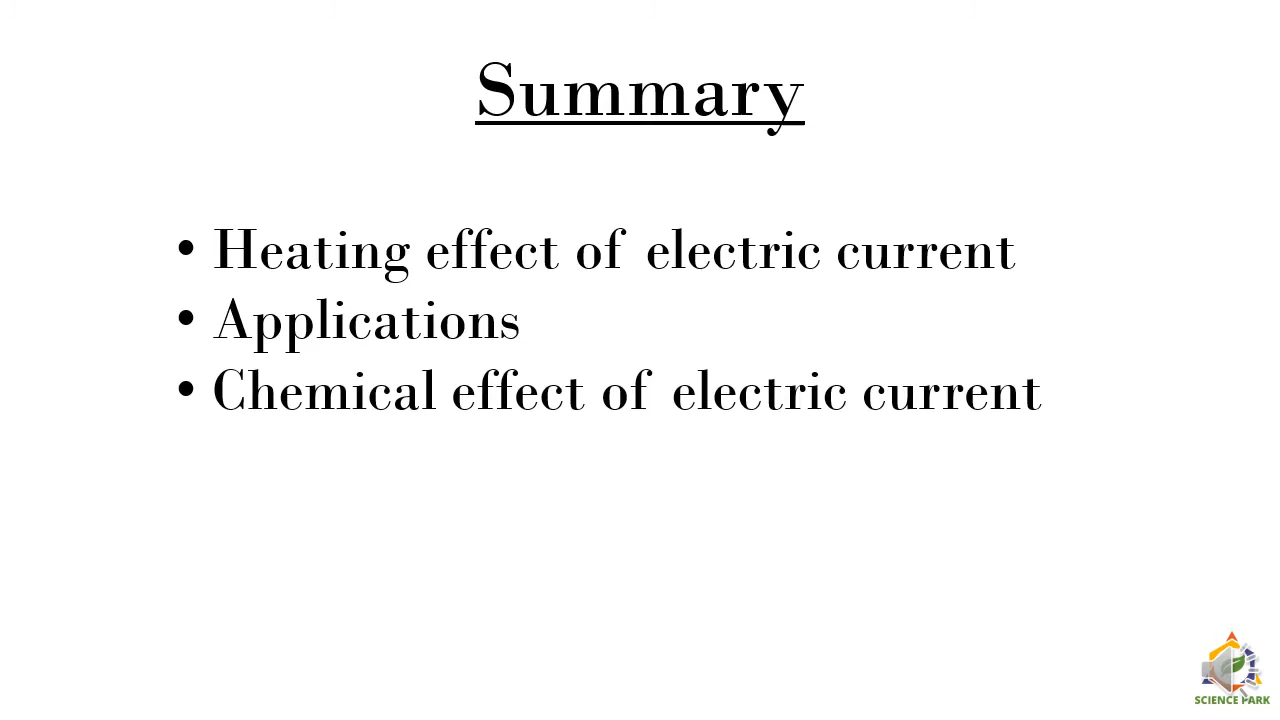 Summary
• Heating effect of electric current
• Applications
• Chemical effect of electric current
SCIENCE PARK